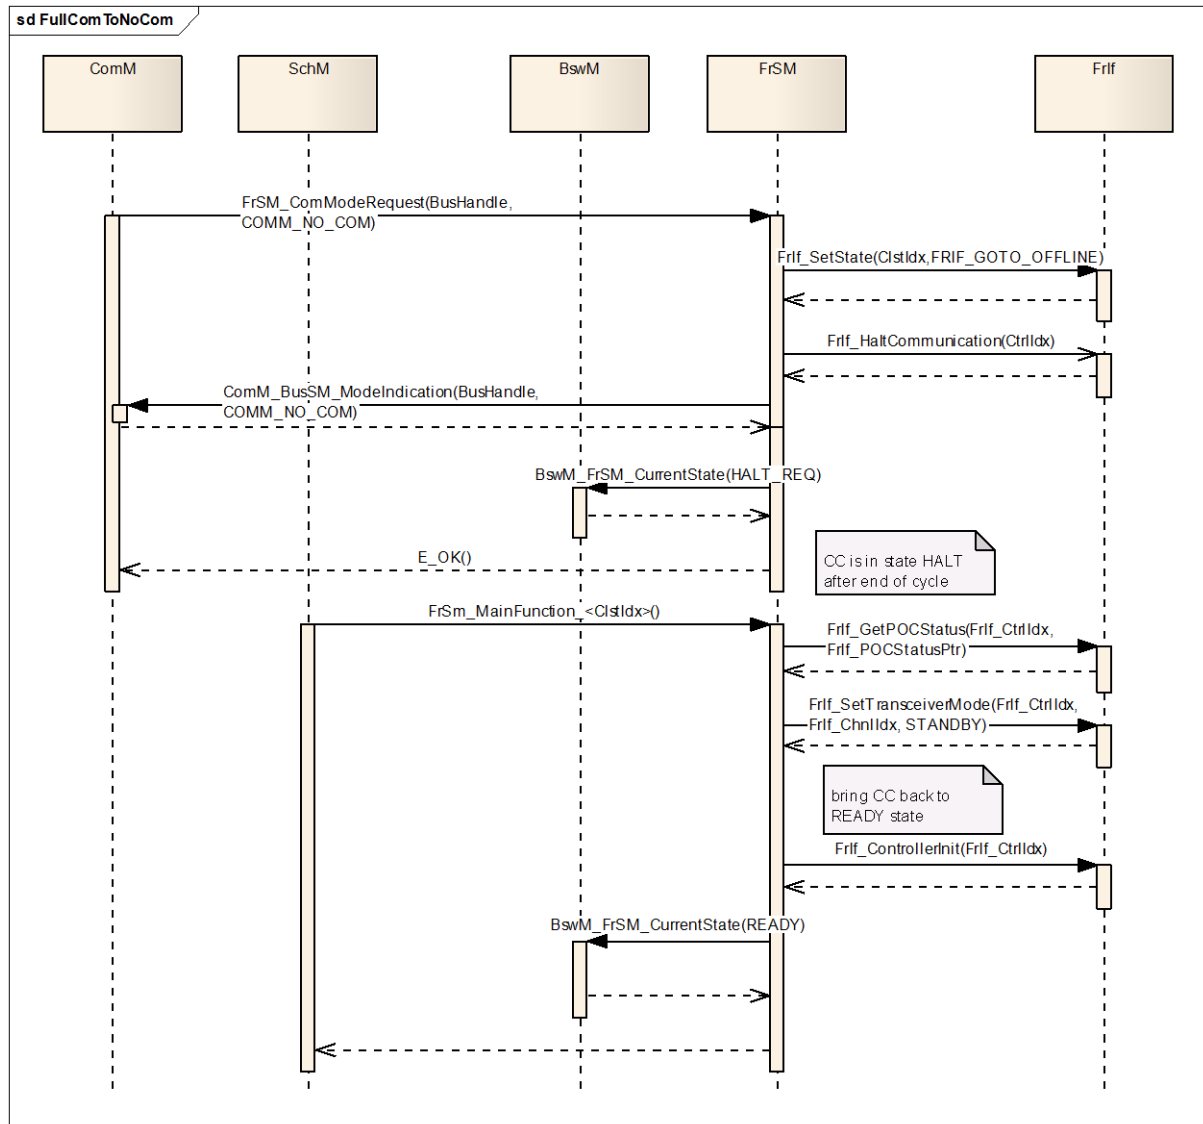 sd FullComToNoCom
ComM
SchM
BswM
FrSM
FrIf
FrSM_ComModeRequest(BusHandle,
COMM_NO_COM)
FrIf_SetState(ClstIdx,FRIF_GOTO_OFFLINE)
FrIf_HaltCommunication(CtrlIdx)
ComM_BusSM_ModeIndication(BusHandle,
COMM_NO_COM)
BswM_FrSM_CurrentState(HALT_REQ)
CC is in state HALT
after end of cycle
E_OK()
FrSm_MainFunction_<ClstIdx>()
FrIf_GetPOCStatus(FrIf_CtrlIdx,
FrIf_POCStatusPtr)
FrIf_SetTransceiverMode(FrIf_CtrlIdx,
FrIf_ChnlIdx, STANDBY)
bring CC back to
READY state
FrIf_ControllerInit(FrIf_CtrlIdx)
BswM_FrSM_CurrentState(READY)